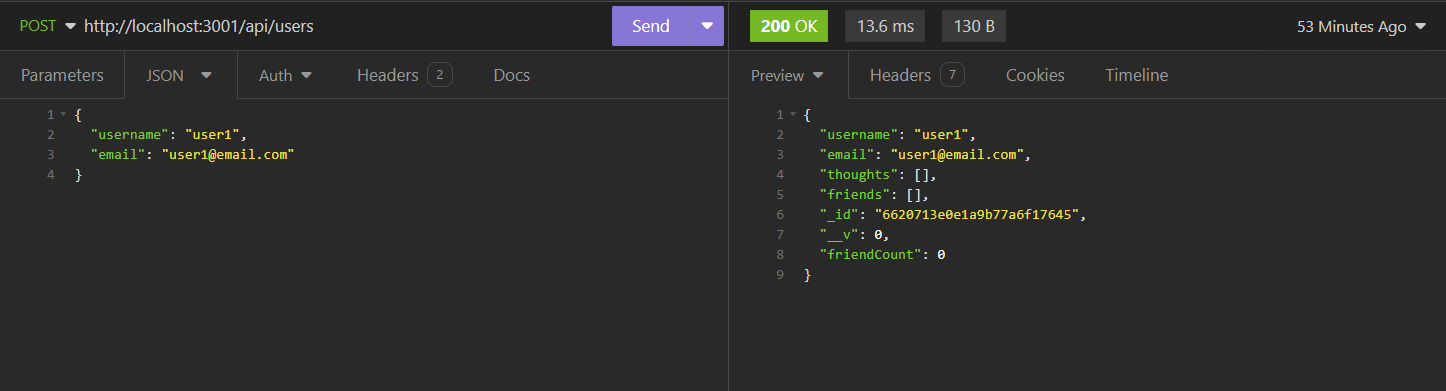 POST http://localhost:3001/api/users Send
200 OK 13.6 ms 130 B 53 Minutes Ago
Parameters JSON Auth Headers 2 Docs
Preview Headers 7 Cookies Timeline
1 {
2 "username": "user1",
3 "email": "user1@email.com"
4 }
1 {
2 "username": "user1",
3 "email": "user1@email.com",
4 "thoughts": [],
5 "friends": [],
6 "_id": "6620713e0e1a9b77a6f17645",
7 "__v": 0,
8 "friendCount": 0
9 }